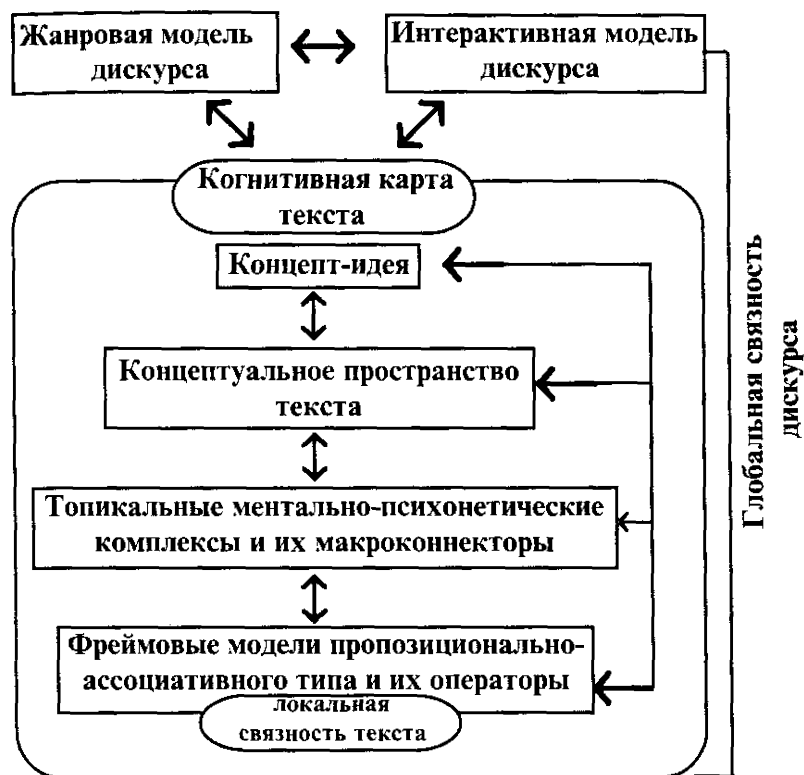 Жанровая модель
дискурса
Интерактивная модель
дискурса
Когнитивная карта
текста
Концепт-идея
Концептуальное пространство
текста
Топикальные ментально-психонетические
комплексы и их макроконнекторы
Фреймовые модели пропозиционально-
ассоциативного типа и их операторы
локальная
связность текста
Глобальная связность
дискурса